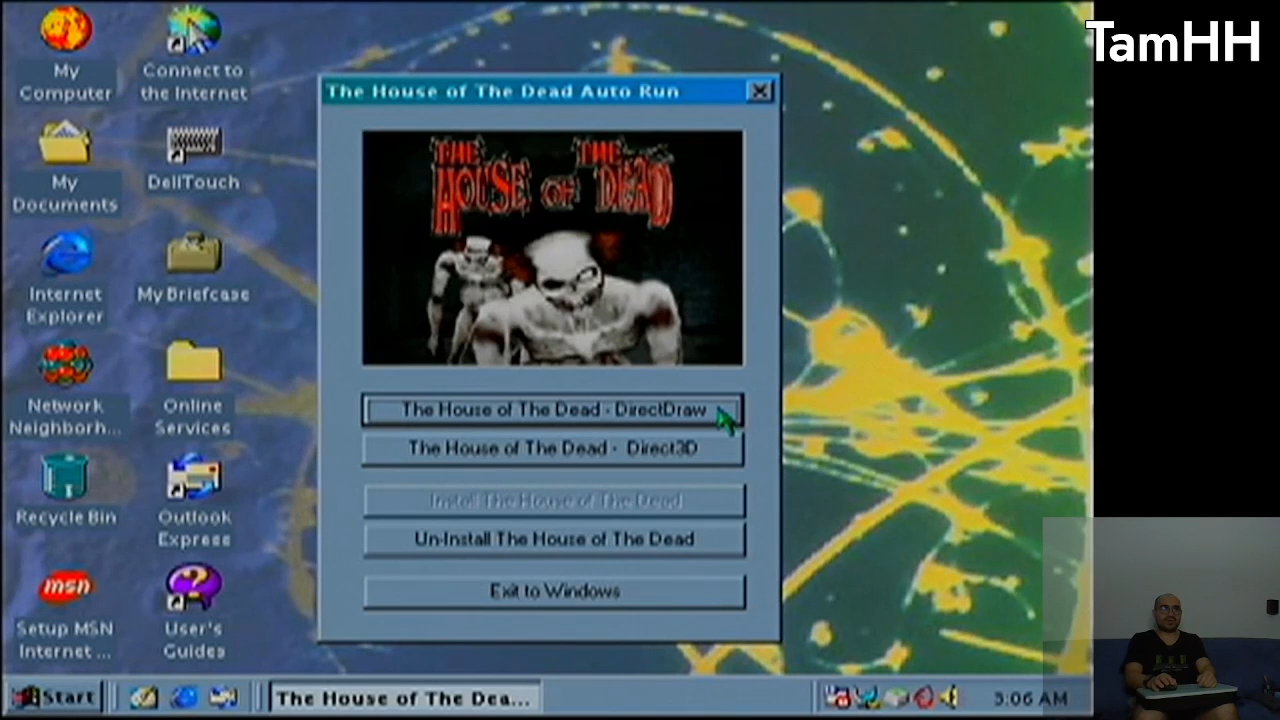 TamHH
My
Computer
Connect to
the Internet
My
Documents
DellTouch
Internet
Explorer
My Briefcase
Network
Neighborh...
Online
Services
Recycle Bin
Outlook
Express
msn
Setup MSN
Internet ...
User's
Guides
The House of The Dead Auto Run
THE HOUSE OF THE DEAD
The House of The Dead - DirectDraw
The House of The Dead - Direct3D
Install The House of The Dead
Un-Install The House of The Dead
Exit to Windows
Start
The House of The Dea...
3:06 AM